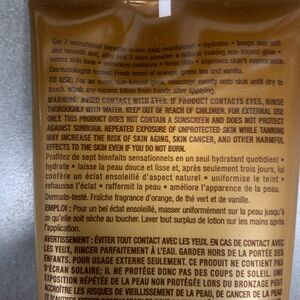 Get 7 sensational benefits in one daily moisturizer! • hydrates • keeps skin soft
and smooth, and after just 3 days provides a natural-looking sun-kissed glow •
evens skin tone • enhances radiance • firms skin • improves skin's appearance.
Dermatologist-tested. Fresh scent of orange, green tea and vanilla.
TO USE: For an even, sun-kissed glow, massage evenly onto skin until dry to
touch. Wash any excess lotion from hands after applying.
WARNING: AVOID CONTACT WITH EYES. IF PRODUCT CONTACTS EYES, RINSE
THOROUGHLY WITH WATER. KEEP OUT OF REACH OF CHILDREN. FOR EXTERNAL USE
ONLY. THIS PRODUCT DOES NOT CONTAIN A SUNSCREEN AND DOES NOT PROTECT
AGAINST SUNBURN. REPEATED EXPOSURE OF UNPROTECTED SKIN WHILE TANNING
MAY INCREASE THE RISK OF SKIN AGING, SKIN CANCER, AND OTHER HARMFUL
EFFECTS TO THE SKIN EVEN IF YOU DO NOT BURN.
Profitez de sept bienfaits sensationnels en un seul hydratant quotidien! •
hydrate • laisse la peau douce et lisse et, après seulement trois jours, lui
confère un éclat ensoleillé d'aspect naturel • uniformise le teint •
rehausse l'éclat • raffermit la peau • améliore l'apparence de la peau.
Dermato-testé. Fraîche fragrance d'orange, de thé vert et de vanille.
EMPLOI : Pour un bel éclat ensoleillé, masser uniformément sur la peau jusqu'à
ce qu'elle soit sèche au toucher. Laver tout surplus de lotion sur les mains après
l'application.
AVERTISSEMENT : ÉVITER TOUT CONTACT AVEC LES YEUX. EN CAS DE CONTACT AVEC
LES YEUX, RINCER PARFAITEMENT À L'EAU. GARDER HORS DE LA PORTÉE DES
ENFANTS. POUR USAGE EXTERNE SEULEMENT. CE PRODUIT NE CONTIENT PAS
D'ÉCRAN SOLAIRE; IL NE PROTÈGE DONC PAS DES COUPS DE SOLEIL. UNE
EXPOSITION RÉPÉTÉE DE LA PEAU NON PROTÉGÉE PENDANT LE BRONZAGE PEUT
ACCROÎTRE LES RISQUES DE VIEILLISSEMENT DE LA PEAU, DE CANCER DE LA PEAU